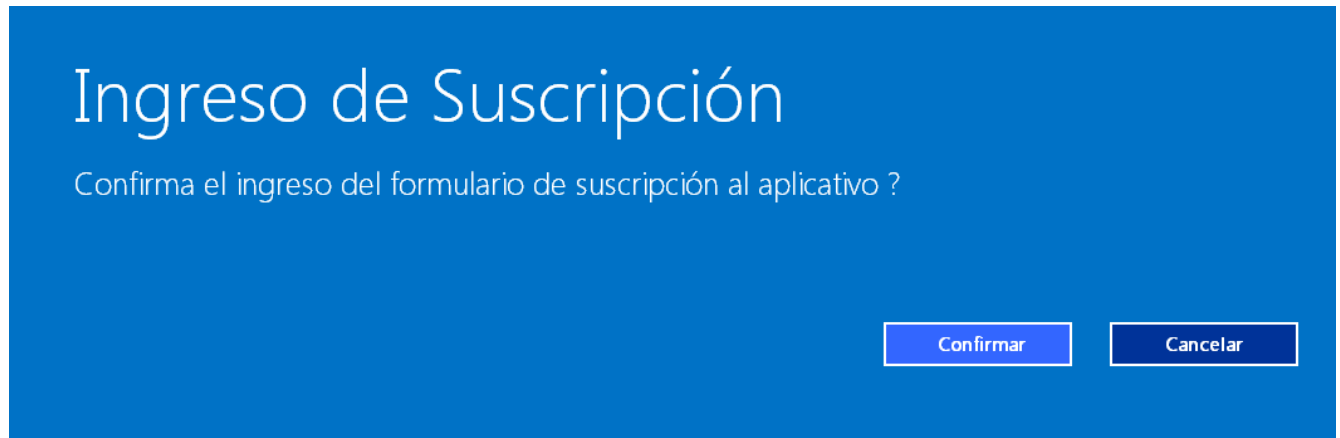 Ingreso de Suscripción
Confirma el ingreso del formulario de suscripción al aplicativo ?
Confirmar Cancelar